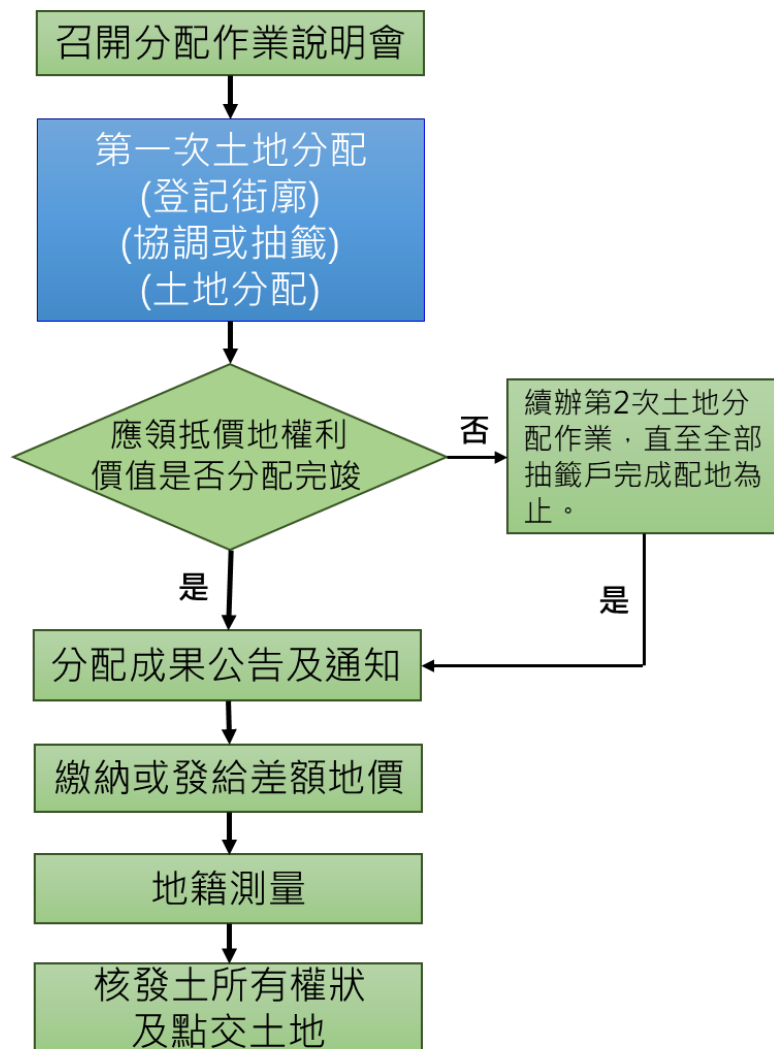 召開分配作業說明會
第一次土地分配
(登記街廓)
(協調或抽籤)
(土地分配)
應領抵價地權利
價值是否分配完竣
否
續辦第2次土地分
配作業，直至全部
抽籤戶完成配地為
止。
是
是
分配成果公告及通知
繳納或發給差額地價
地籍測量
核發土所有權狀
及點交土地